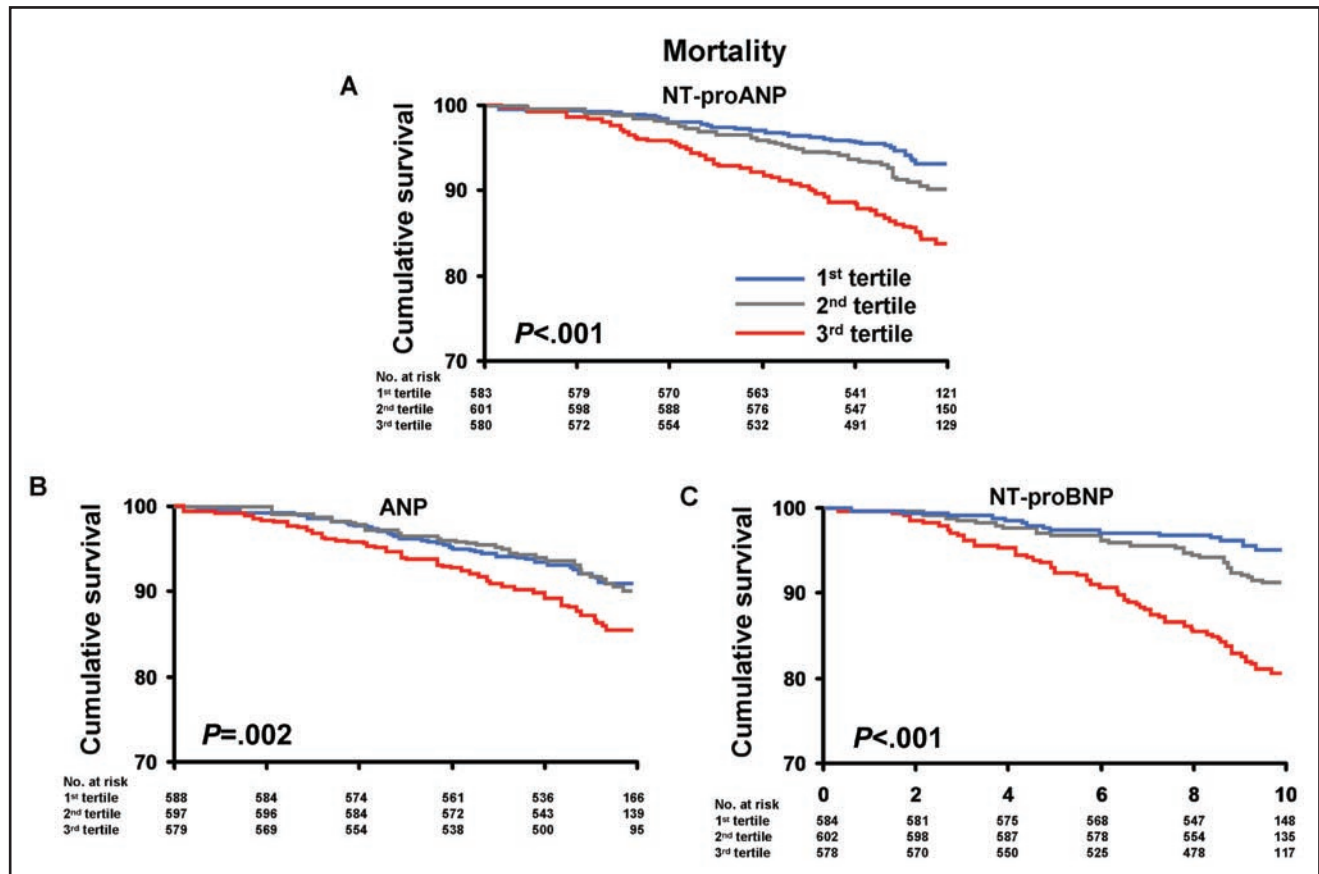 Mortality
A
NT-proANP
100
90
80
70
Cumulative survival
1st tertile
2nd tertile
3rd tertile
P<.001
No. at risk
1st tertile 583 579 570 563 541 121
2nd tertile 601 598 588 576 547 150
3rd tertile 580 572 554 532 491 129
B
ANP
100
90
80
70
Cumulative survival
P=.002
No. at risk
1st tertile 588 584 574 561 536 166
2nd tertile 597 596 584 572 543 139
3rd tertile 579 569 554 538 500 95
C
NT-proBNP
100
90
80
70
Cumulative survival
P<.001
0 2 4 6 8 10
No. at risk
1st tertile 584 581 575 568 547 148
2nd tertile 602 598 587 578 554 135
3rd tertile 578 570 550 525 478 117